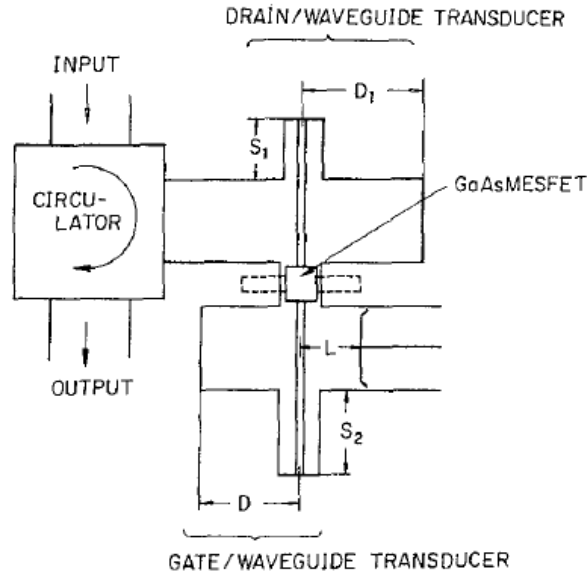 DRAIN/WAVEGUIDE TRANSDUCER
INPUT
D1
S1
GaAsMESFET
CIRCU-
LATOR
L
OUTPUT
S2
D
GATE/WAVEGUIDE TRANSDUCER